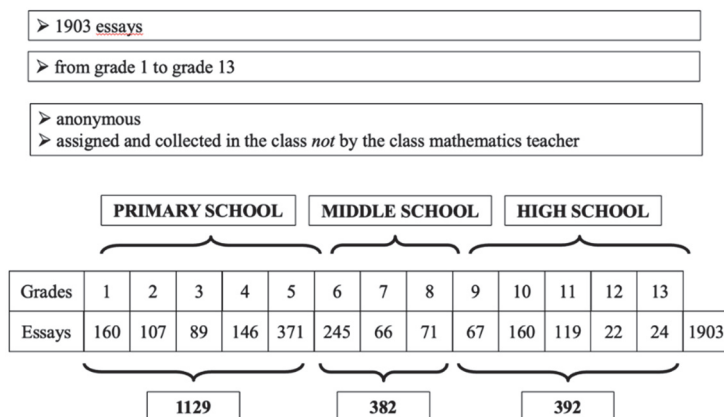 ➢ 1903 essays
➢ from grade 1 to grade 13
➢ anonymous
➢ assigned and collected in the class not by the class mathematics teacher
PRIMARY SCHOOL MIDDLE SCHOOL HIGH SCHOOL
Grades 1 2 3 4 5 6 7 8 9 10 11 12 13
Essays 160 107 89 146 371 245 66 71 67 160 119 22 24 1903
1129 382 392